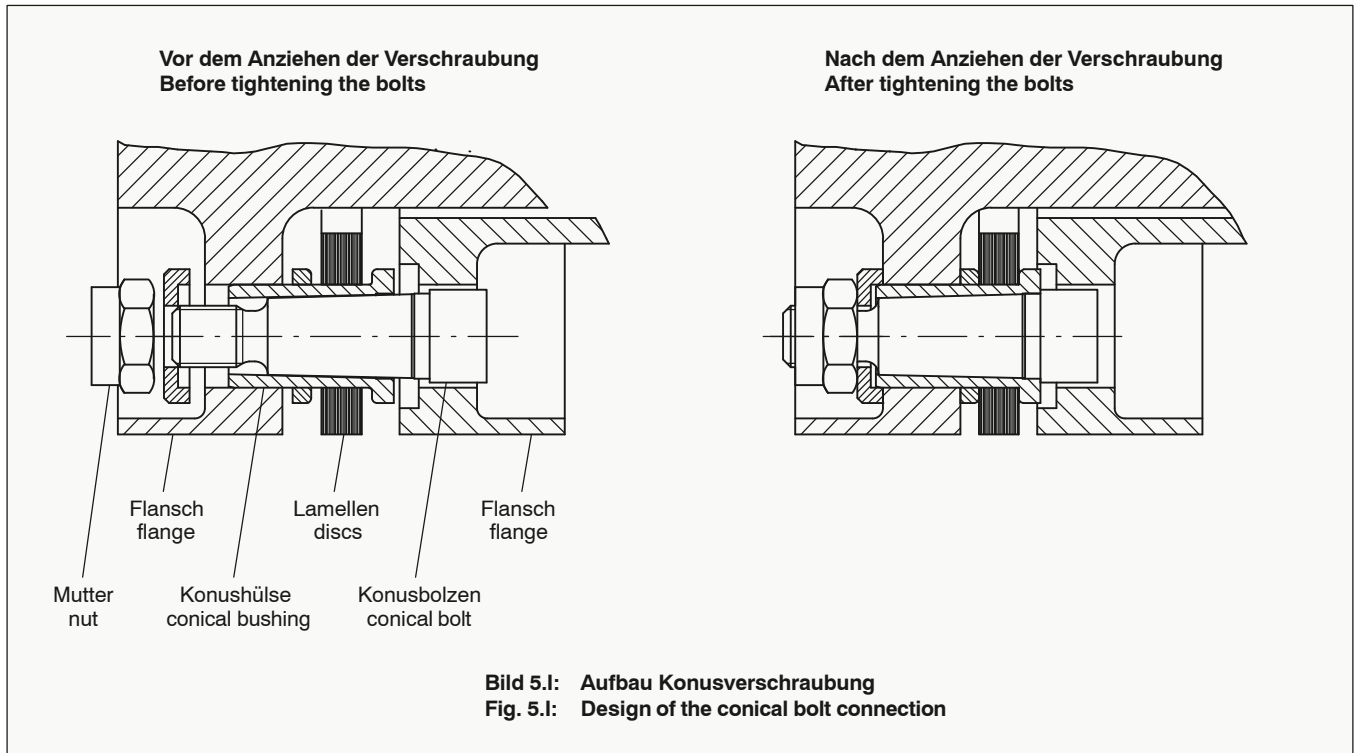 Vor dem Anziehen der Verschraubung
Before tightening the bolts
Nach dem Anziehen der Verschraubung
After tightening the bolts
Flansch
flange
Lamellen
discs
Flansch
flange
Mutter
nut
Konushülse
conical bushing
Konusbolzen
conical bolt
Bild 5.I: Aufbau Konusverschraubung
Fig. 5.I: Design of the conical bolt connection